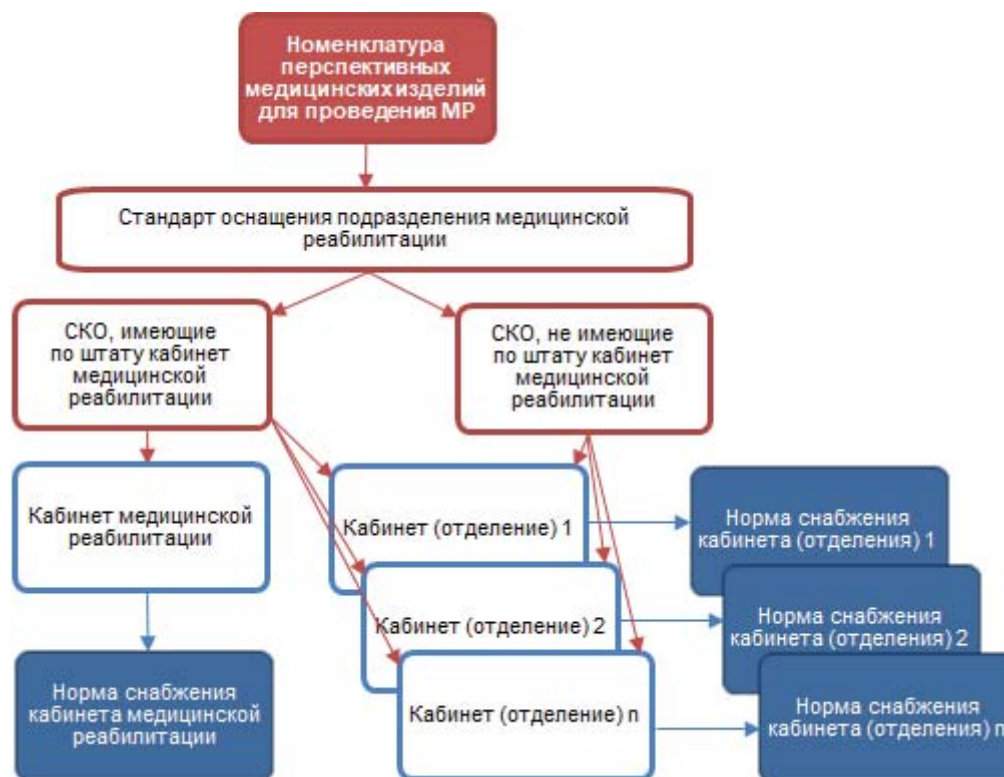 Номенклатура
перспективных
медицинских изделий
для проведения МР
Стандарт оснащения подразделения медицинской
реабилитации
СКО, имеющие
по штату кабинет
медицинской
реабилитации
СКО, не имеющие
по штату кабинет
медицинской
реабилитации
Кабинет медицинской
реабилитации
Кабинет (отделение) 1
Норма снабжения
кабинета (отделения) 1
Кабинет (отделение) 2
Норма снабжения
кабинета (отделения) 2
Норма снабжения
кабинета медицинской
реабилитации
Кабинет (отделение) n
Норма снабжения
кабинета (отделения) n